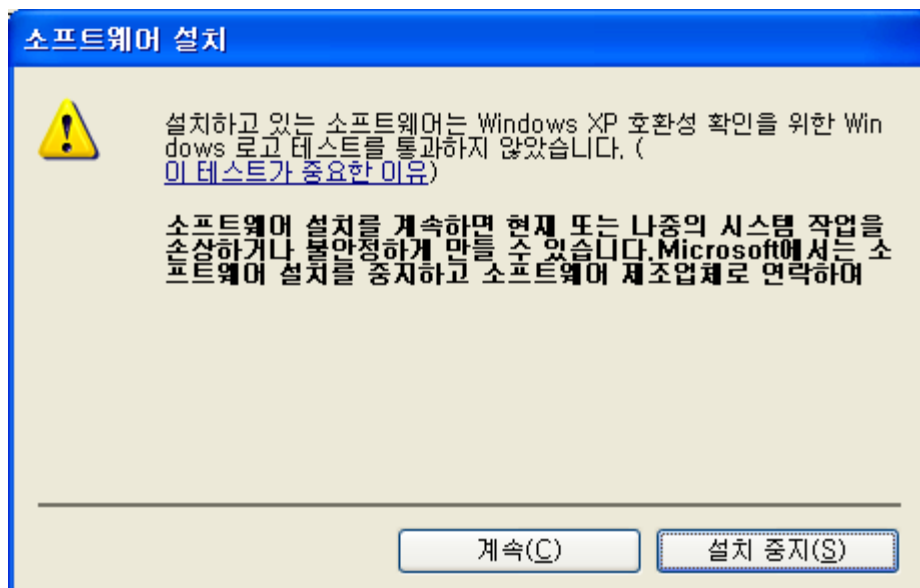 소프트웨어 설치
설치하고 있는 소프트웨어는 Windows XP 호환성 확인을 위한 Win
dows 로고 테스트를 통과하지 않았습니다. (
이 테스트가 중요한 이유)
소프트웨어 설치를 계속하면 현재 또는 나중의 시스템 작업을
손상하거나 불안정하게 만들 수 있습니다.Microsoft에서는 소
프트웨어 설치를 중지하고 소프트웨어 제조업체로 연락하여
계속(C)
설치 중지(S)